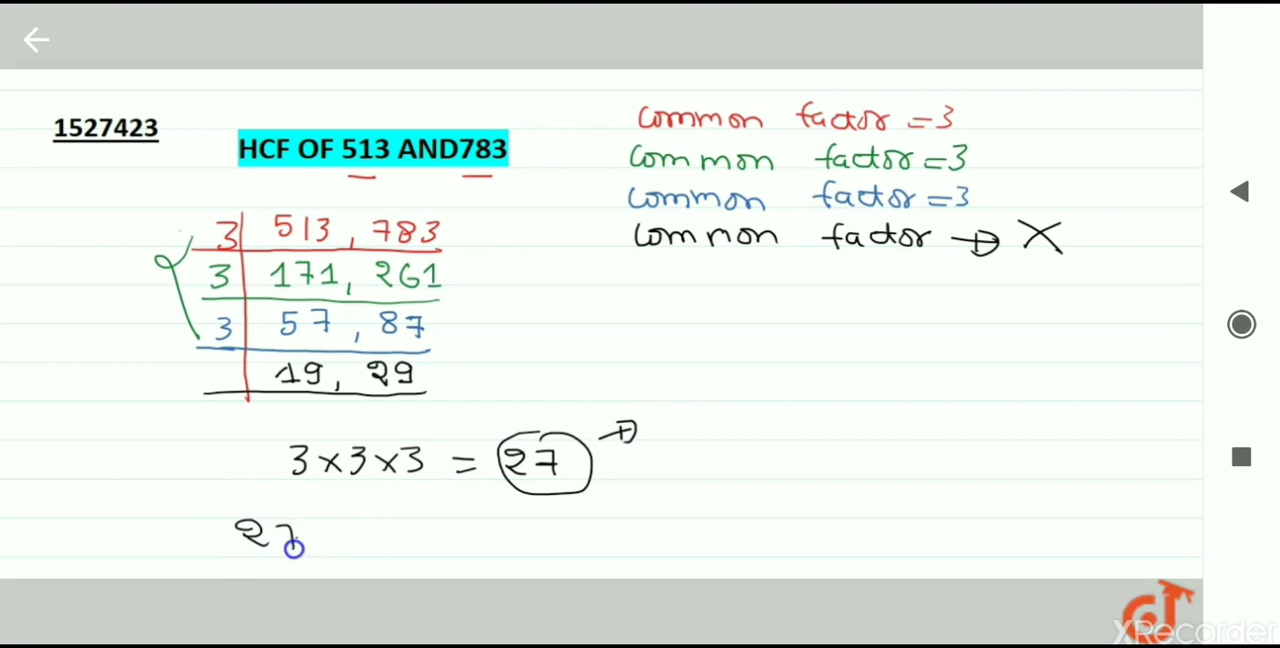 1527423
HCF OF 513 AND783
common factor = 3
common factor = 3
common factor = 3
common factor → X
3 513, 783
3 171, 261
3 57, 87
19, 29
3 × 3 × 3 = 27 →
27
XRecorder